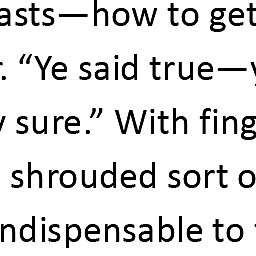 asts—how to get
. “Ye said true—y
y sure.” With fing
shrouded sort o
ndispensable to